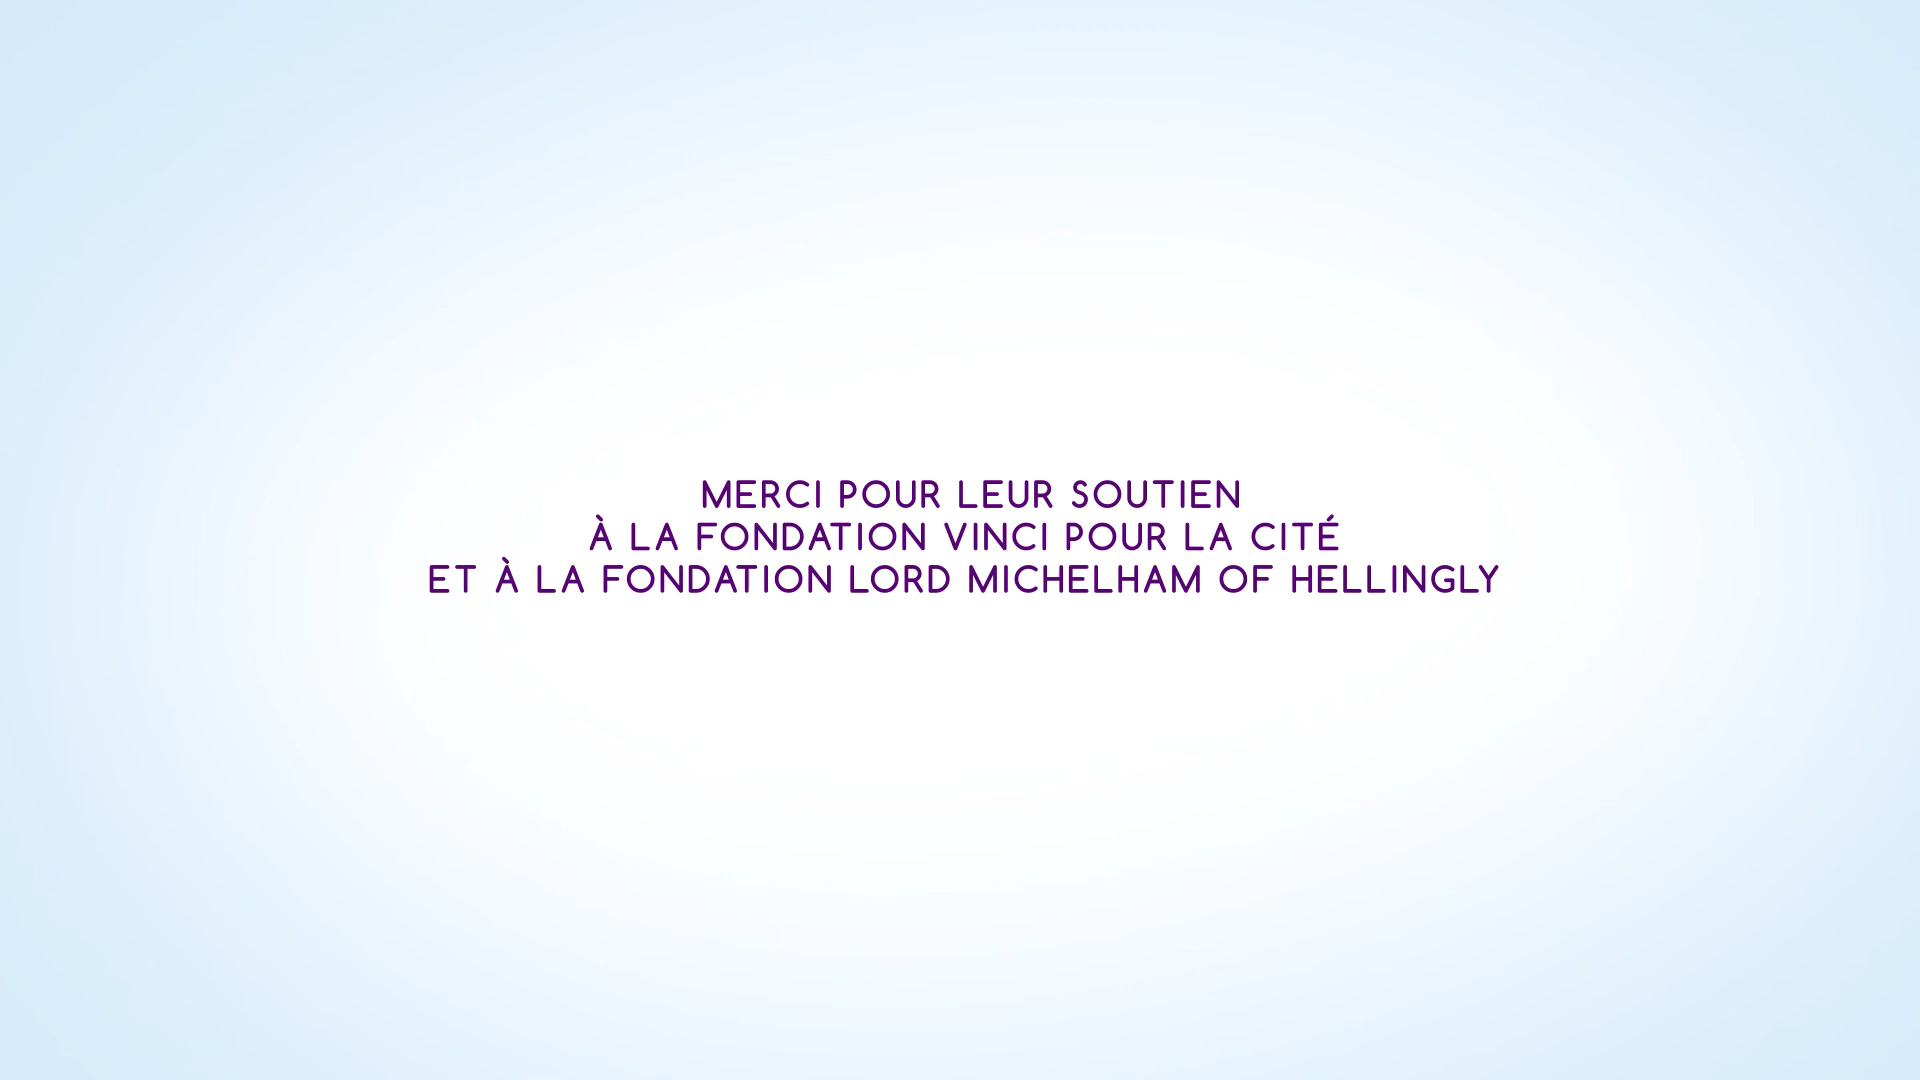 MERCI POUR LEUR SOUTIEN
À LA FONDATION VINCI POUR LA CITÉ
ET À LA FONDATION LORD MICHELHAM OF HELLINGLY